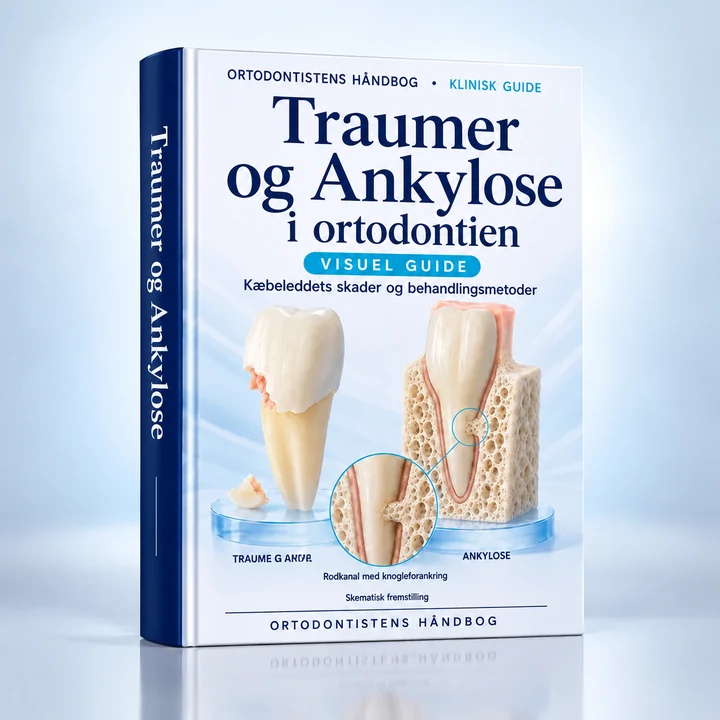 ORTODONTISTENS HÅNDBOG • KLINISK GUIDE
Traumer
og Ankylose
i ortodontien
VISUEL GUIDE
Kæbeleddets skader og behandlingsmetoder
TRAUME G
ANKYLOSE
Rodkanal med knogleforankring
Skematisk fremstilling
ORTODONTISTENS HÅNDBOG
Traumer og Ankylose